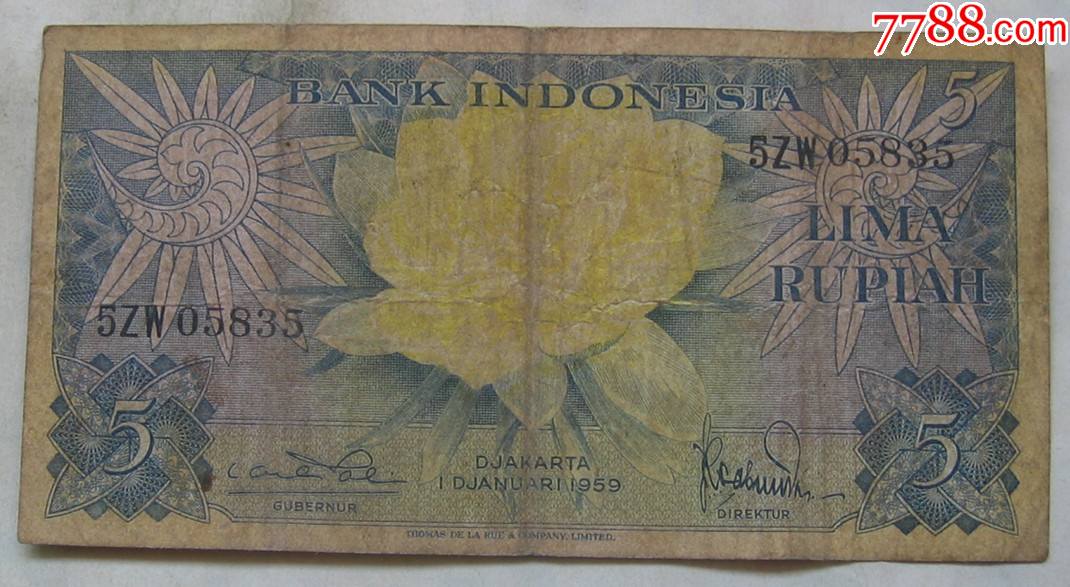 7788.com
BANK INDONESIA
5
5ZW 05835
LIMA
RUPIAH
5ZW 05835
5
5
DJAKARTA
1 DJANUARI 1959
GUBERNUR
DIREKTUR
THOMAS DE LA RUE & COMPANY, LIMITED.